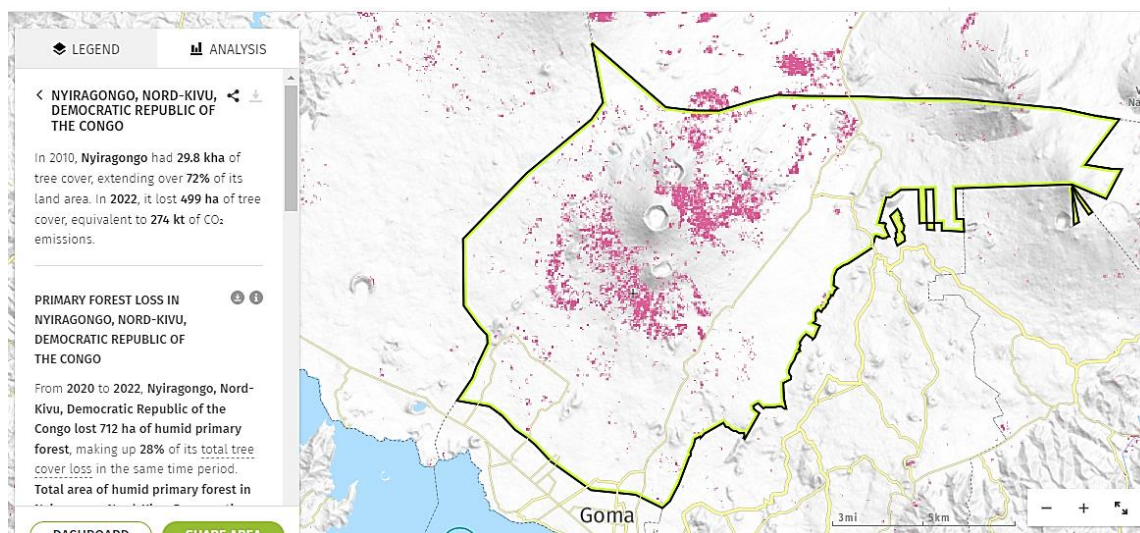 LEGEND
ANALYSIS
NYIRAGONGO, NORD-KIVU,
DEMOCRATIC REPUBLIC OF
THE CONGO
In 2010, Nyiragongo had 29.8 kha of
tree cover, extending over 72% of its
land area. In 2022, it lost 499 ha of tree
cover, equivalent to 274 kt of CO₂
emissions.
PRIMARY FOREST LOSS IN
NYIRAGONGO, NORD-KIVU,
DEMOCRATIC REPUBLIC OF
THE CONGO
From 2020 to 2022, Nyiragongo, Nord-
Kivu, Democratic Republic of the
Congo lost 712 ha of humid primary
forest, making up 28% of its total tree
cover loss in the same time period.
Total area of humid primary forest in
DASHBOARD
SHARE AREA
Goma
3mi
5km